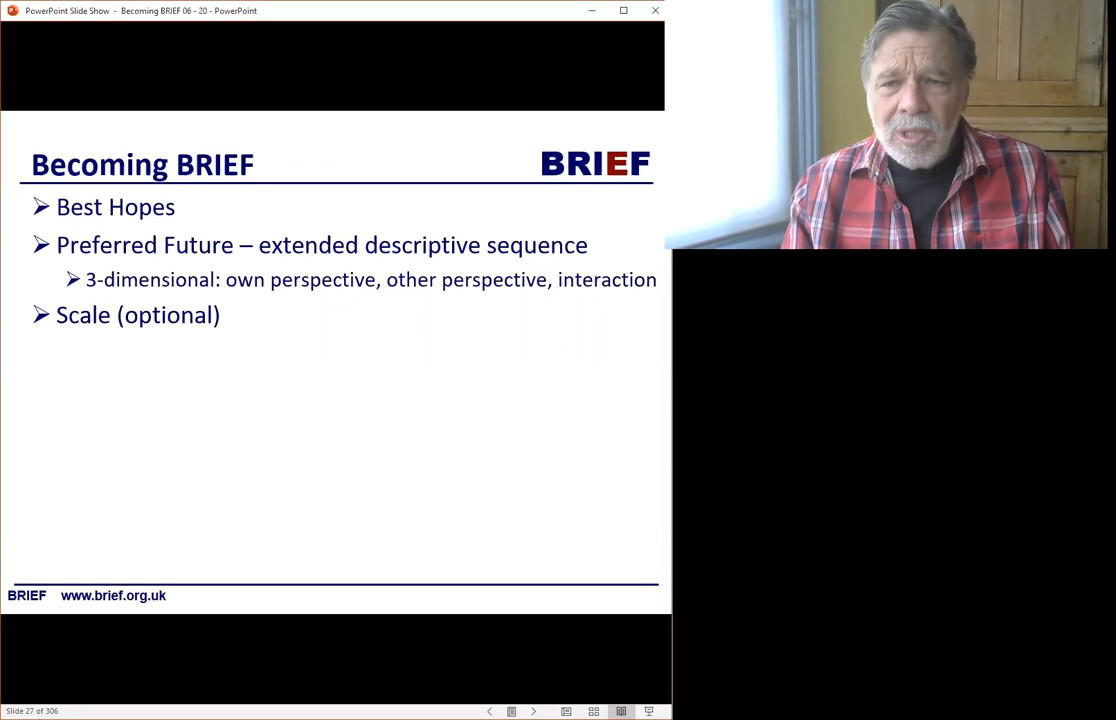 PowerPoint Slide Show - Becoming BRIEF 06 - 20 - PowerPoint
Becoming BRIEF
BRIEF
Best Hopes
Preferred Future – extended descriptive sequence
3-dimensional: own perspective, other perspective, interaction
Scale (optional)
BRIEF www.brief.org.uk
Slide 27 of 306